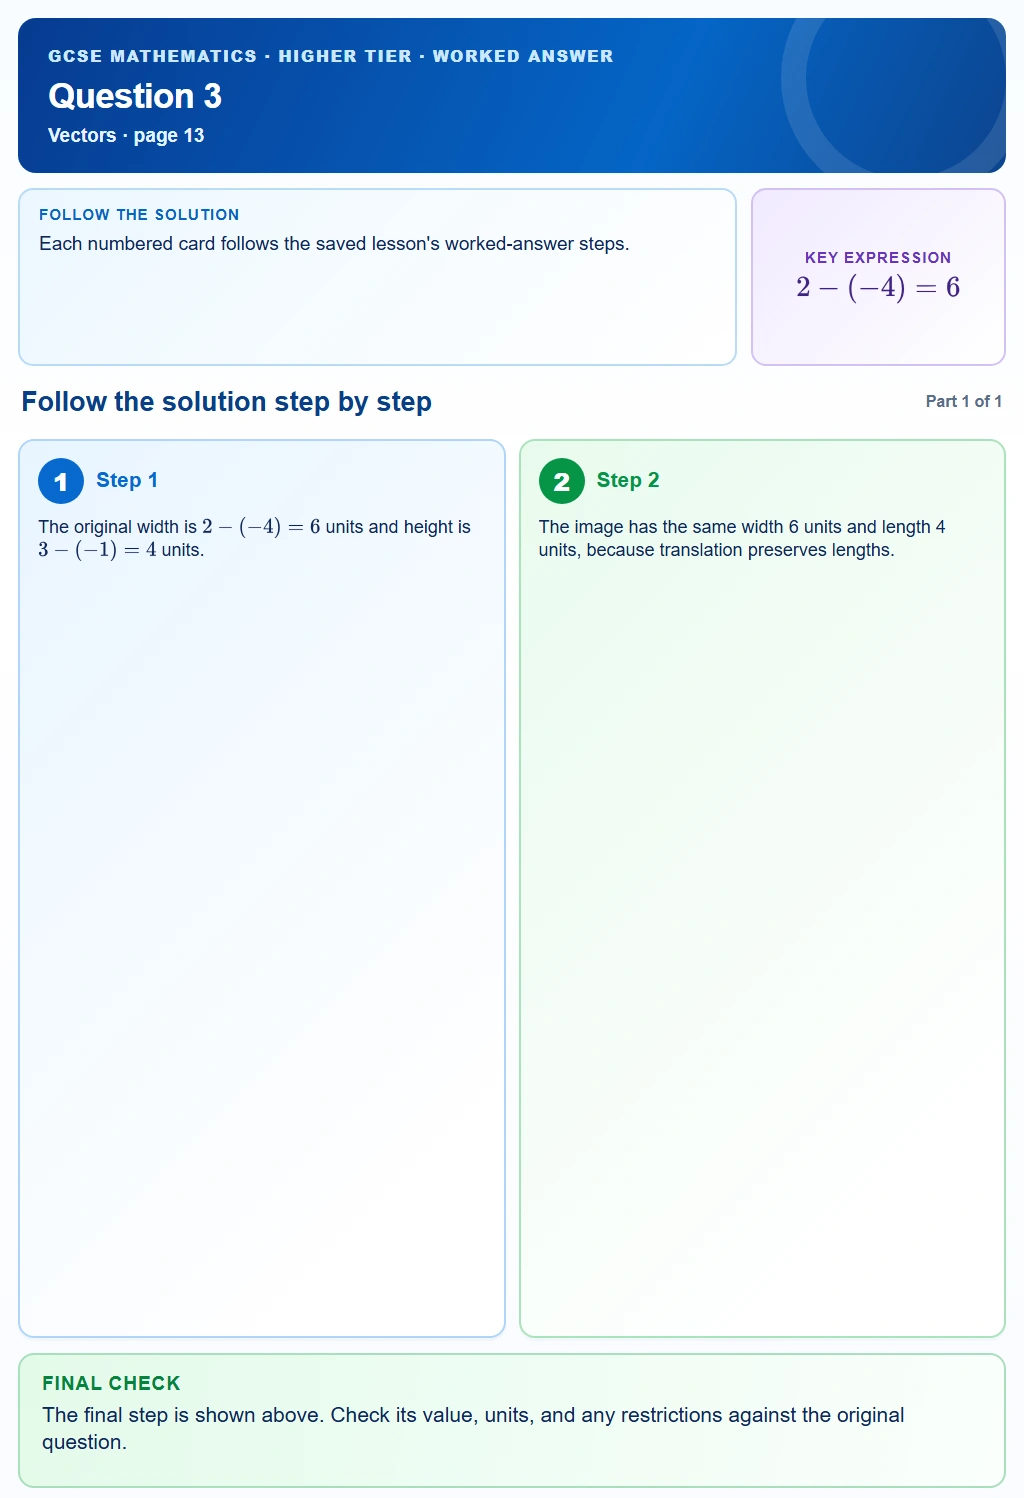 GCSE MATHEMATICS · HIGHER TIER · WORKED ANSWER
Question 3
Vectors · page 13
FOLLOW THE SOLUTION
Each numbered card follows the saved lesson's worked-answer steps.
KEY EXPRESSION
2 − (−4) = 6
Follow the solution step by step
Part 1 of 1
1 Step 1
The original width is 2 − (−4) = 6 units and height is
3 − (−1) = 4 units.
2 Step 2
The image has the same width 6 units and length 4
units, because translation preserves lengths.
FINAL CHECK
The final step is shown above. Check its value, units, and any restrictions against the original
question.